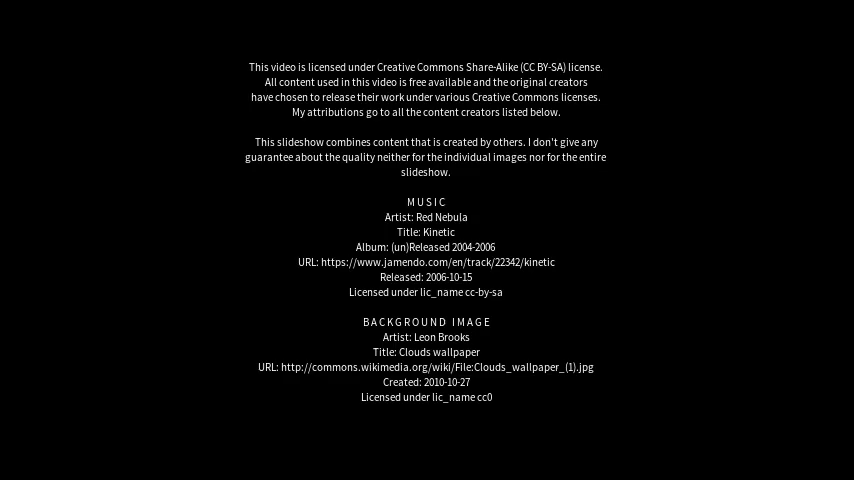 This video is licensed under Creative Commons Share-Alike (CC BY-SA) license.
All content used in this video is free available and the original creators
have chosen to release their work under various Creative Commons licenses.
My attributions go to all the content creators listed below.
This slideshow combines content that is created by others. I don't give any
guarantee about the quality neither for the individual images nor for the entire
slideshow.
MUSIC
Artist: Red Nebula
Title: Kinetic
Album: (un)Released 2004-2006
URL: https://www.jamendo.com/en/track/22342/kinetic
Released: 2006-10-15
Licensed under lic_name cc-by-sa
BACKGROUND IMAGE
Artist: Leon Brooks
Title: Clouds wallpaper
URL: http://commons.wikimedia.org/wiki/File:Clouds_wallpaper_(1).jpg
Created: 2010-10-27
Licensed under lic_name cc0